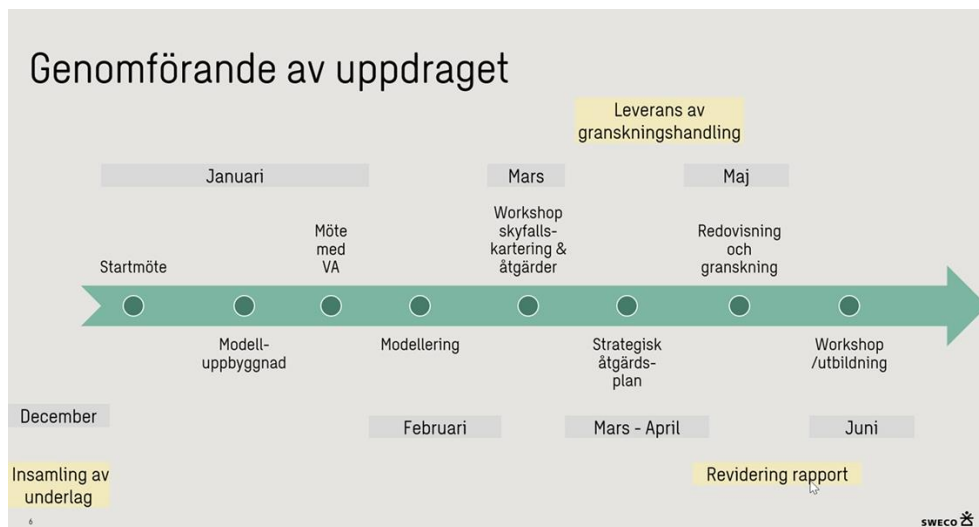 Genomförande av uppdraget
Leverans av
granskningshandling
Januari
Mars
Maj
Startmöte
Möte
med
VA
Workshop
skyfalls-
kartering &
åtgärder
Redovisning
och
granskning
Modell-
uppbyggnad
Modellering
Strategisk
åtgärds-
plan
Workshop
/utbildning
December
Februari
Mars - April
Juni
Insamling av
underlag
Revidering rapport
6
SWECO